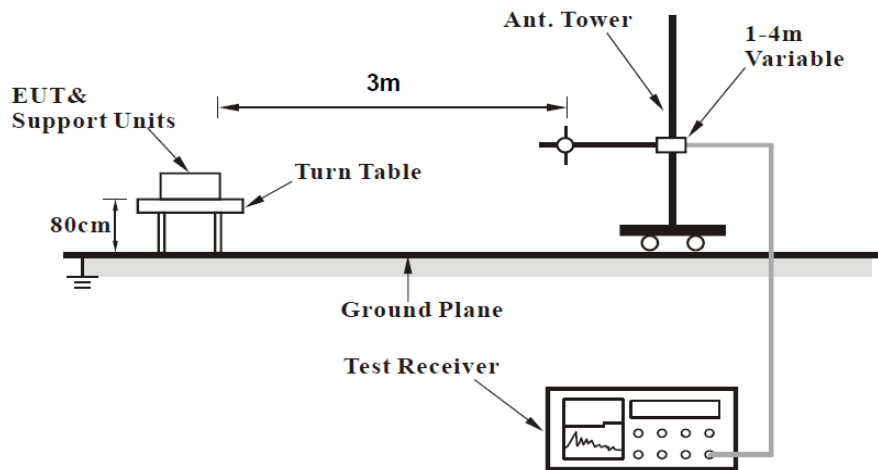 Ant. Tower
1-4m
Variable
3m
EUT&
Support Units
Turn Table
80cm
Ground Plane
Test Receiver